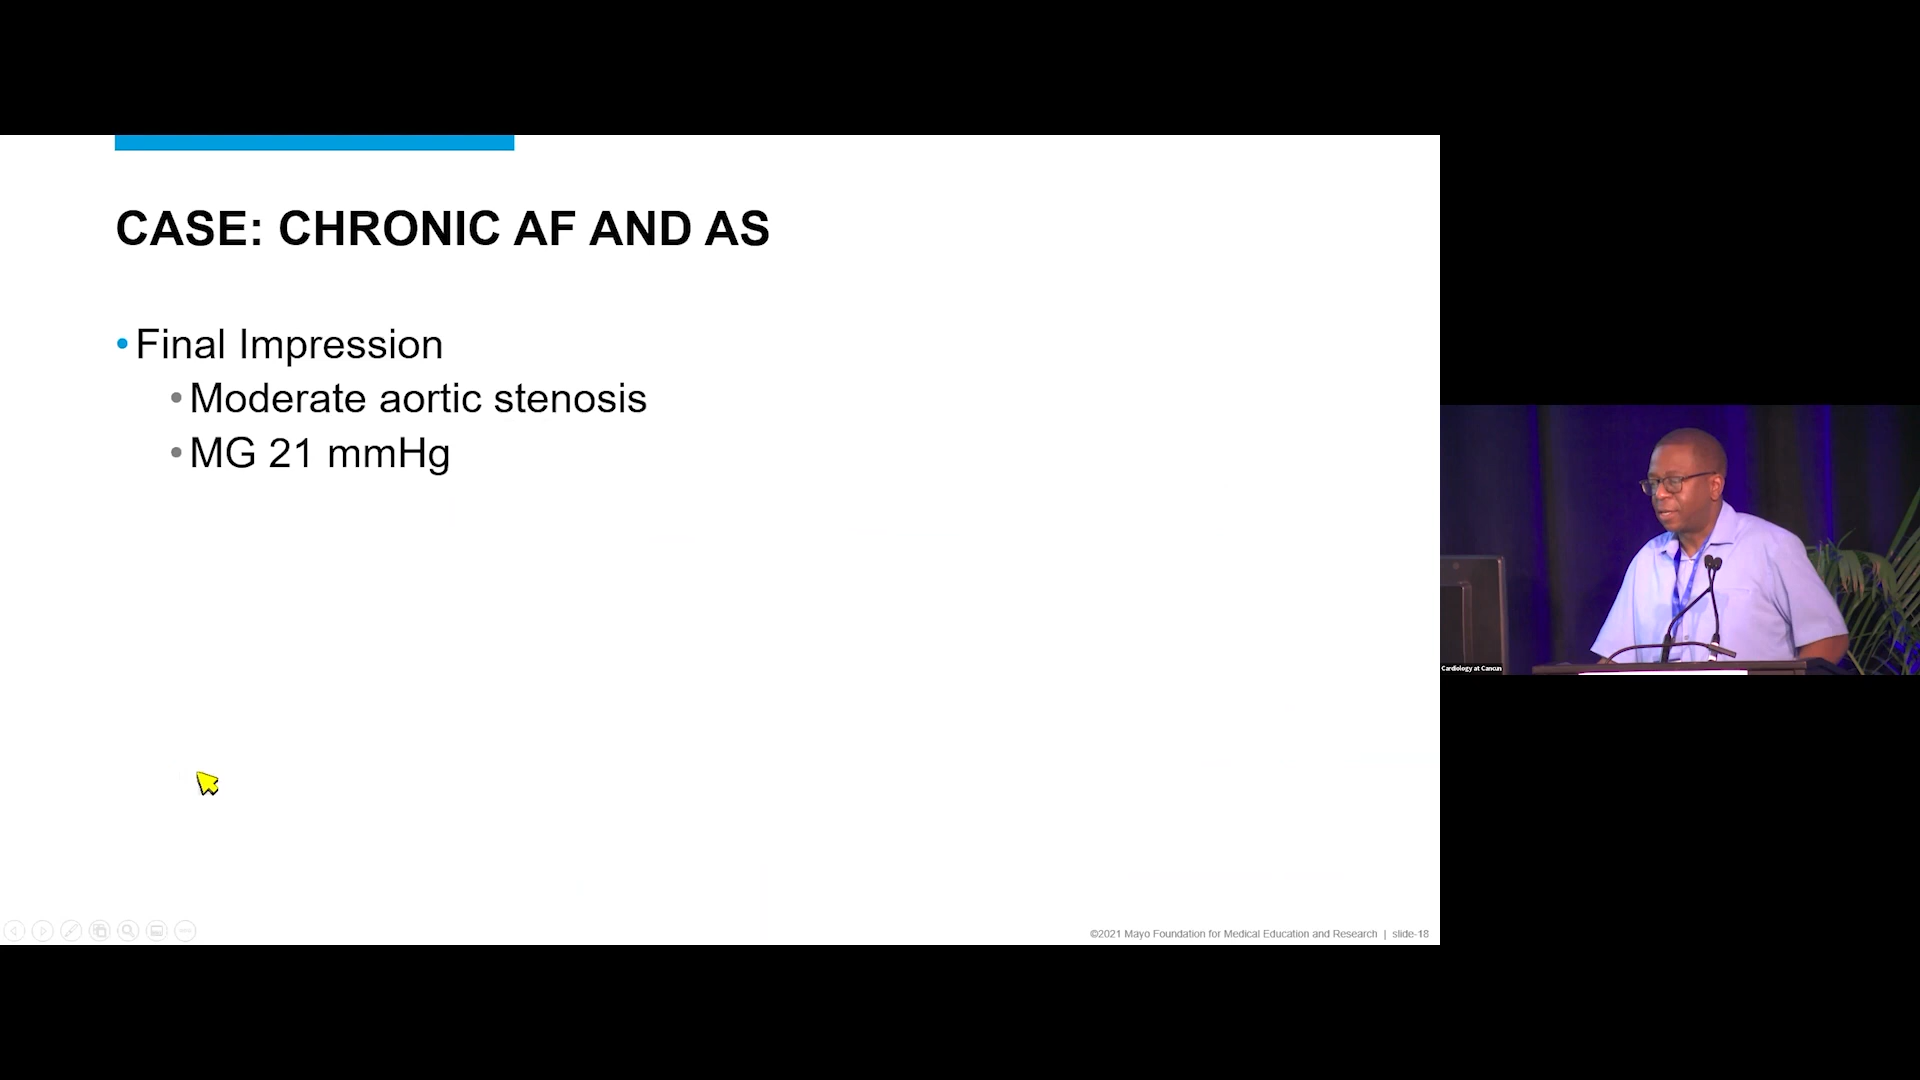 CASE: CHRONIC AF AND AS
•Final Impression
•Moderate aortic stenosis
•MG 21 mmHg
Cardiology at Cancun
©2021 Mayo Foundation for Medical Education and Research | slide-18